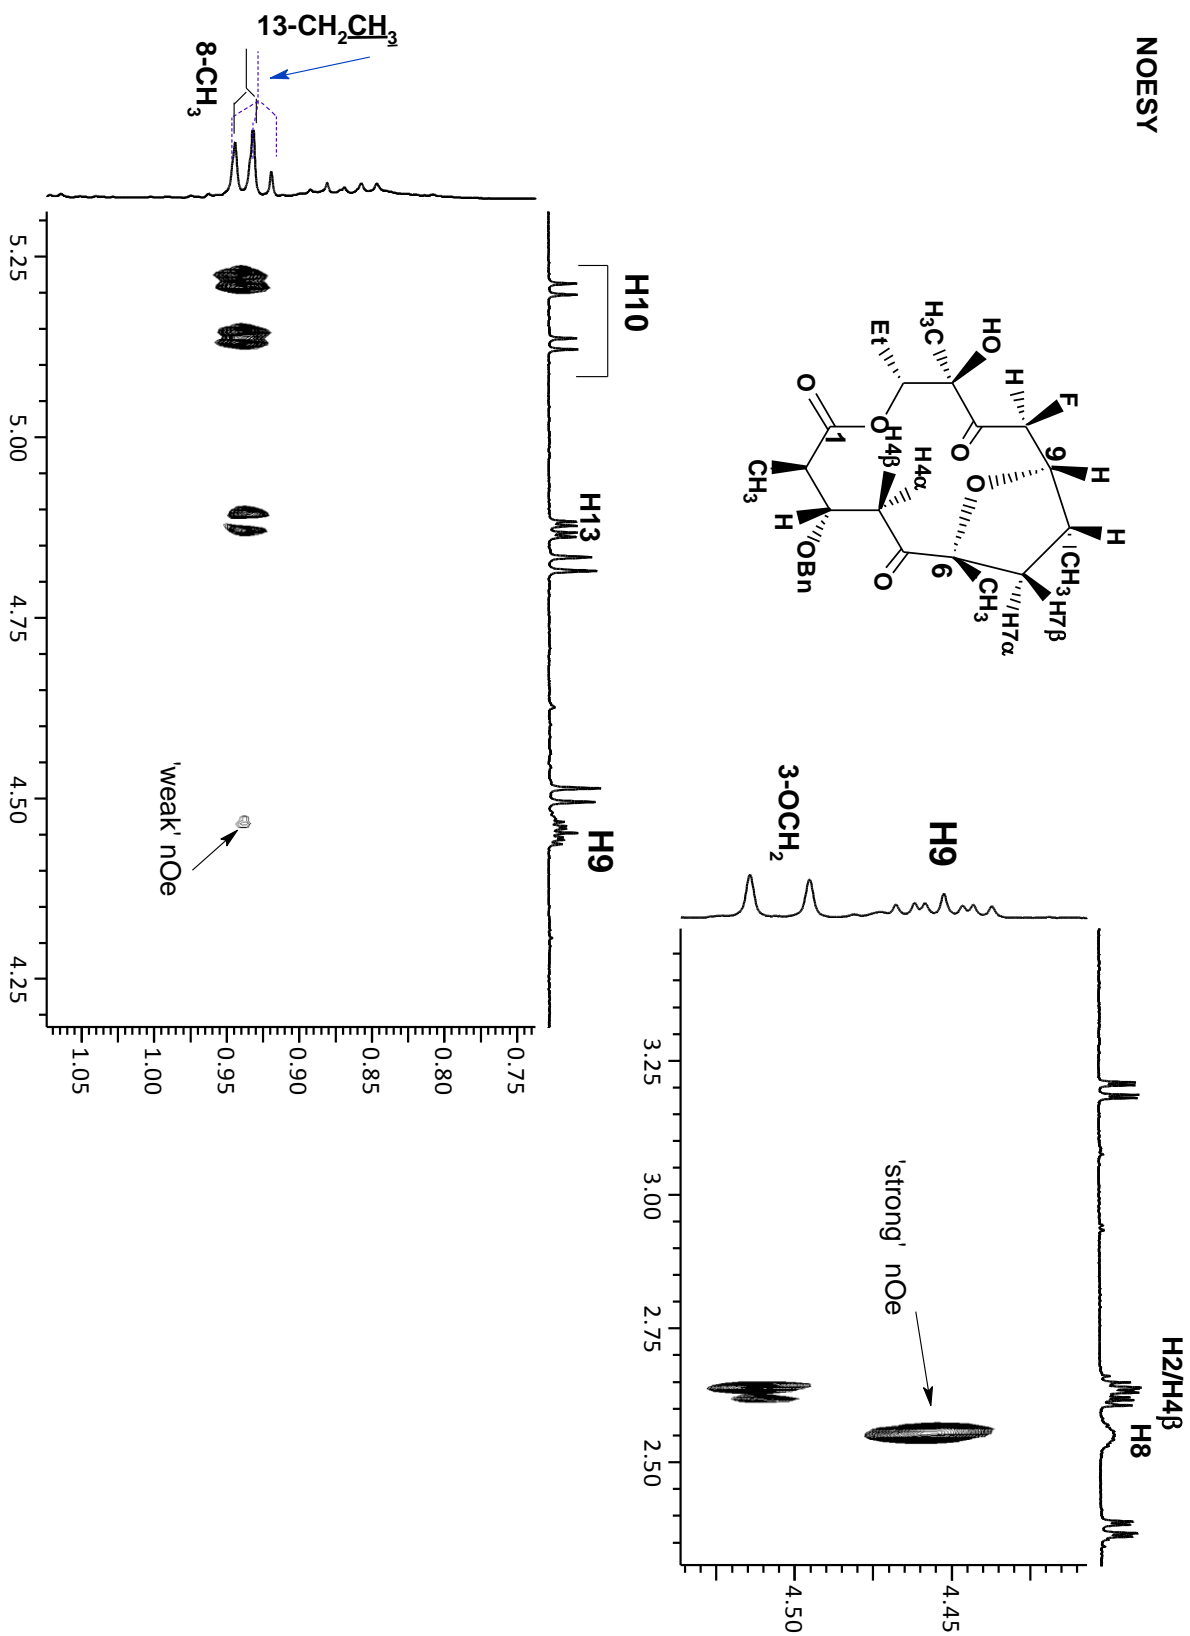 NOESY
HO
H
F
H₃C
9
H
Et
O
O
H
O
O
H4β
H4α
CH₃
H7β
1
CH₃
H
OBn
O
6
CH₃
H7α
13-CH₂CH₃
8-CH₃
H10
H13
H9
'weak' nOe
5.25
5.00
4.75
4.50
4.25
1.05
1.00
0.95
0.90
0.85
0.80
0.75
3-OCH₂
H9
H2/H4β
H8
'strong' nOe
3.25
3.00
2.75
2.50
4.50
4.45